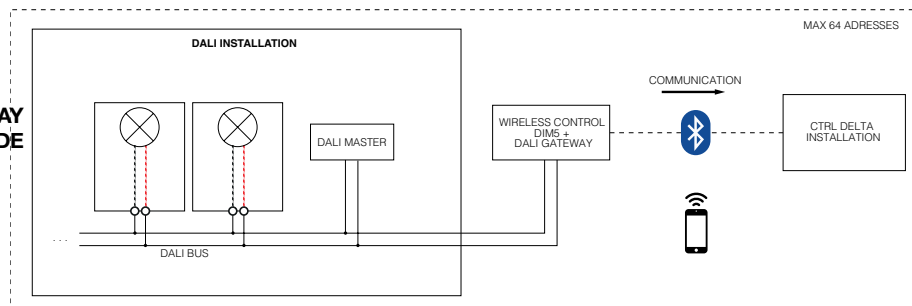 MAX 64 ADRESSES
DALI INSTALLATION
COMMUNICATION
AY
DE
DALI MASTER
WIRELESS CONTROL
DIM5 +
DALI GATEWAY
CTRL DELTA
INSTALLATION
. . .
DALI BUS